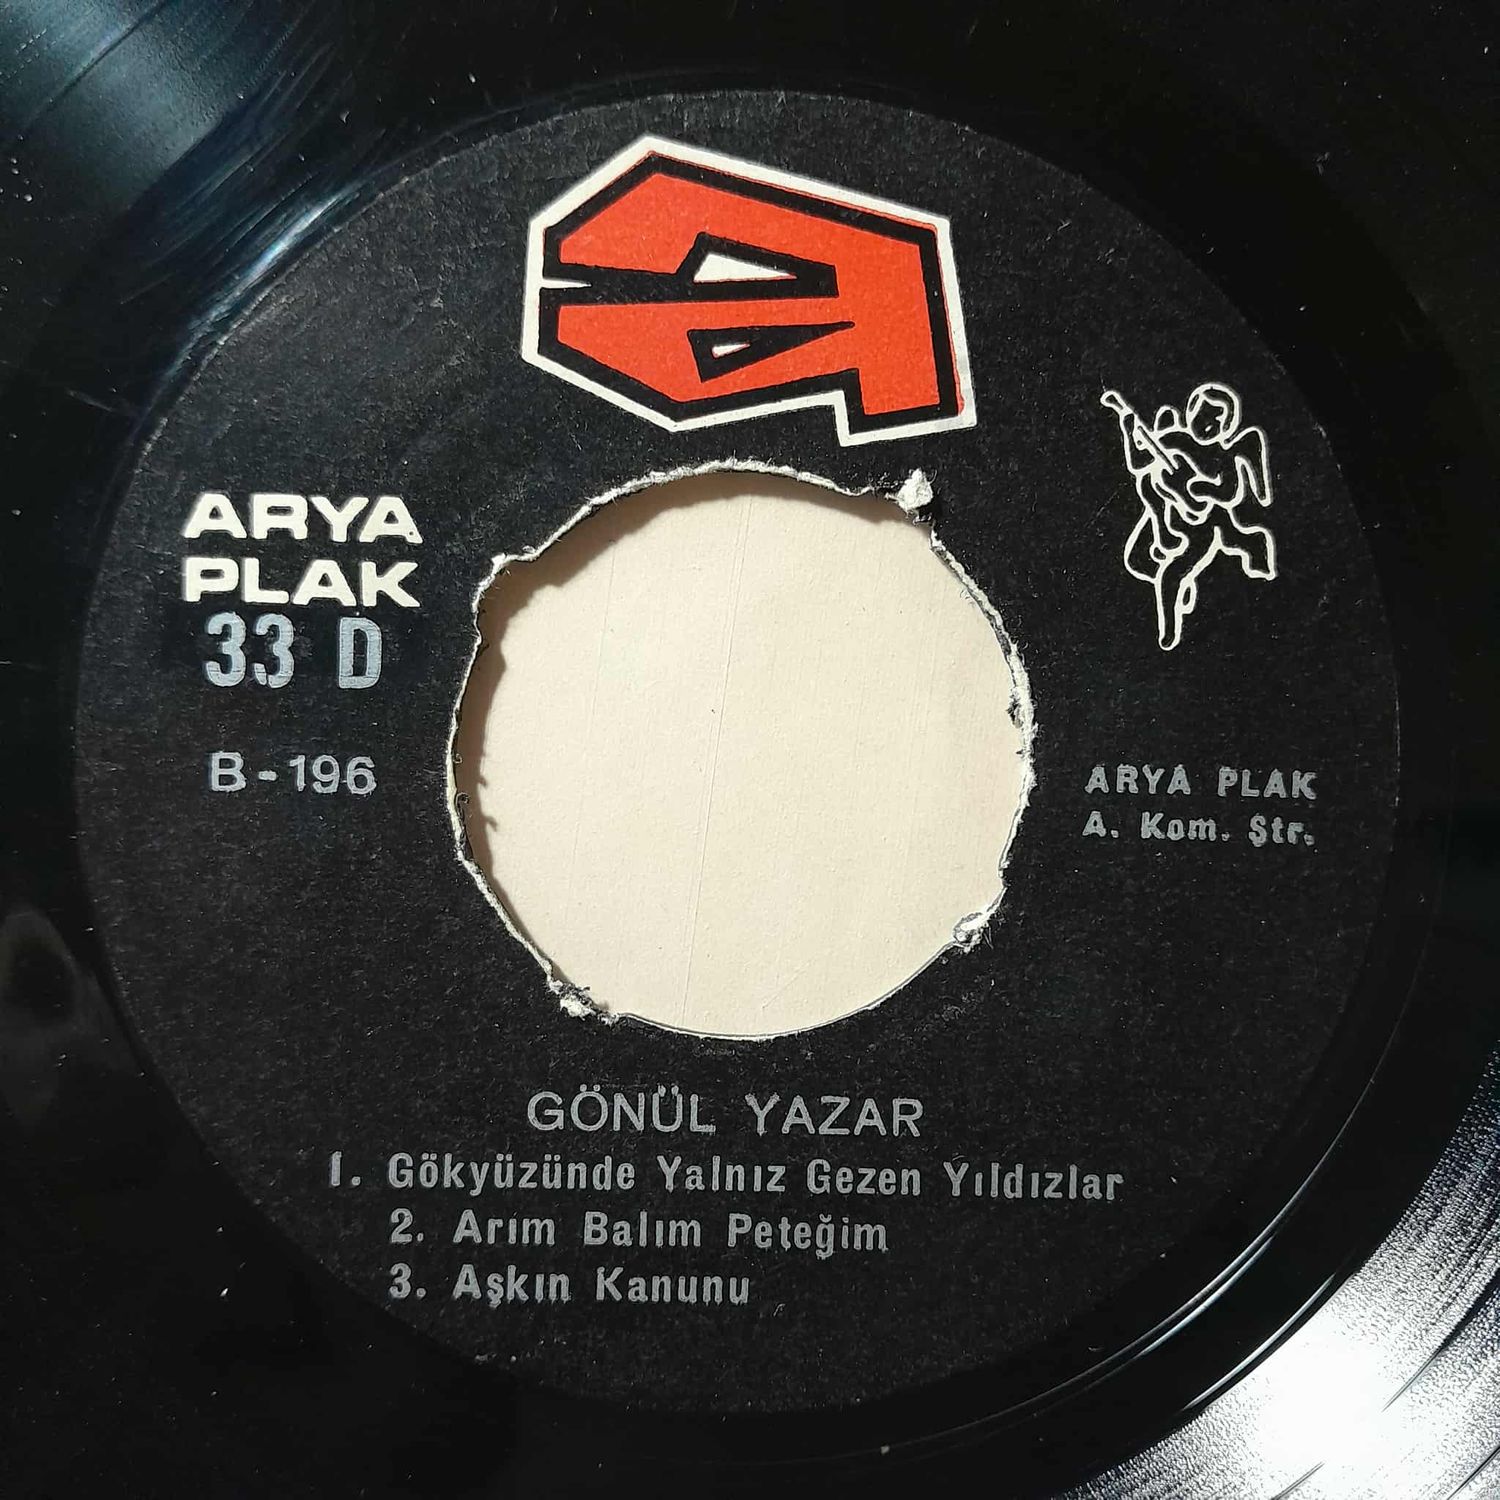 ARYA
PLAK
33 D
B-196
ARYA PLAK
A. Kom. Şti.
GÖNÜL YAZAR
1. Gökyüzünde Yalnız Gezen Yıldızlar
2. Arım Balım Peteğim
3. Aşkın Kanunu